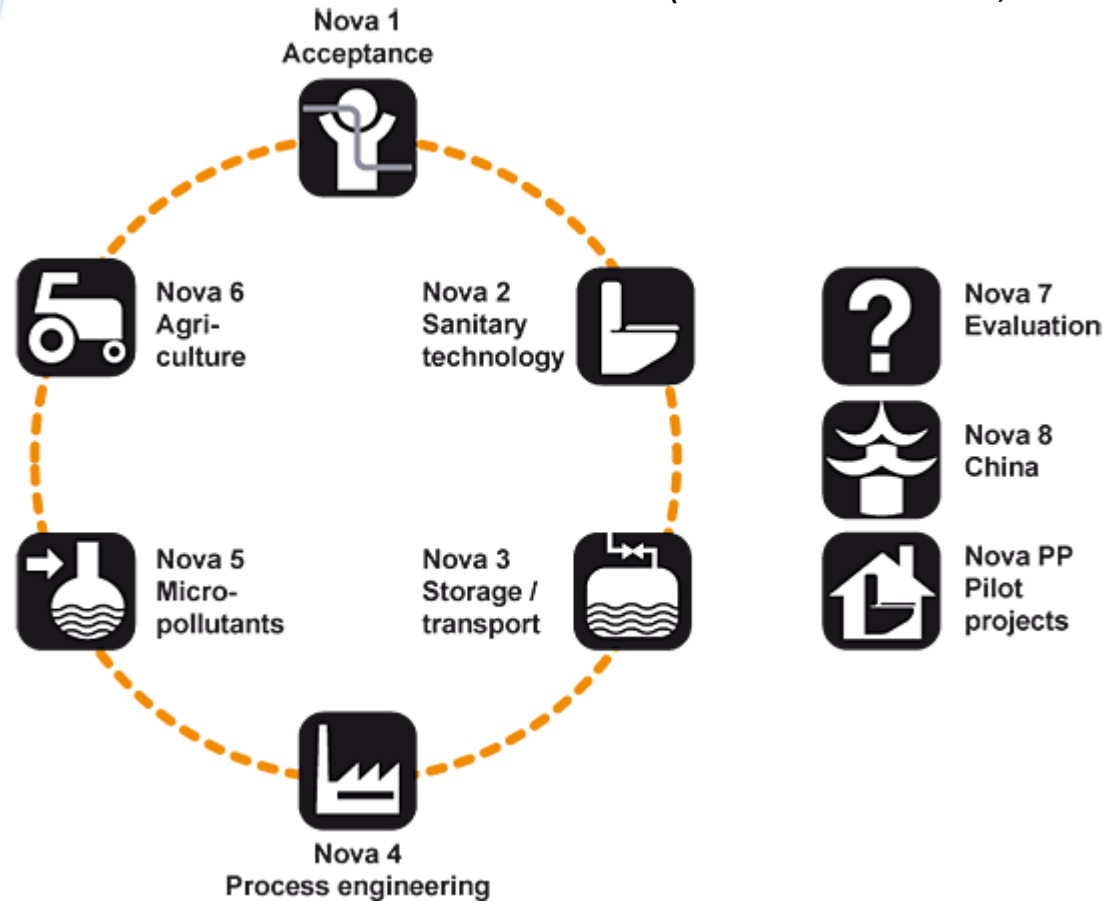 Nova 1
Acceptance
Nova 6
Agri-
culture
Nova 2
Sanitary
technology
Nova 7
Evaluation
Nova 8
China
Nova 5
Micro-
pollutants
Nova 3
Storage /
transport
Nova PP
Pilot
projects
Nova 4
Process engineering